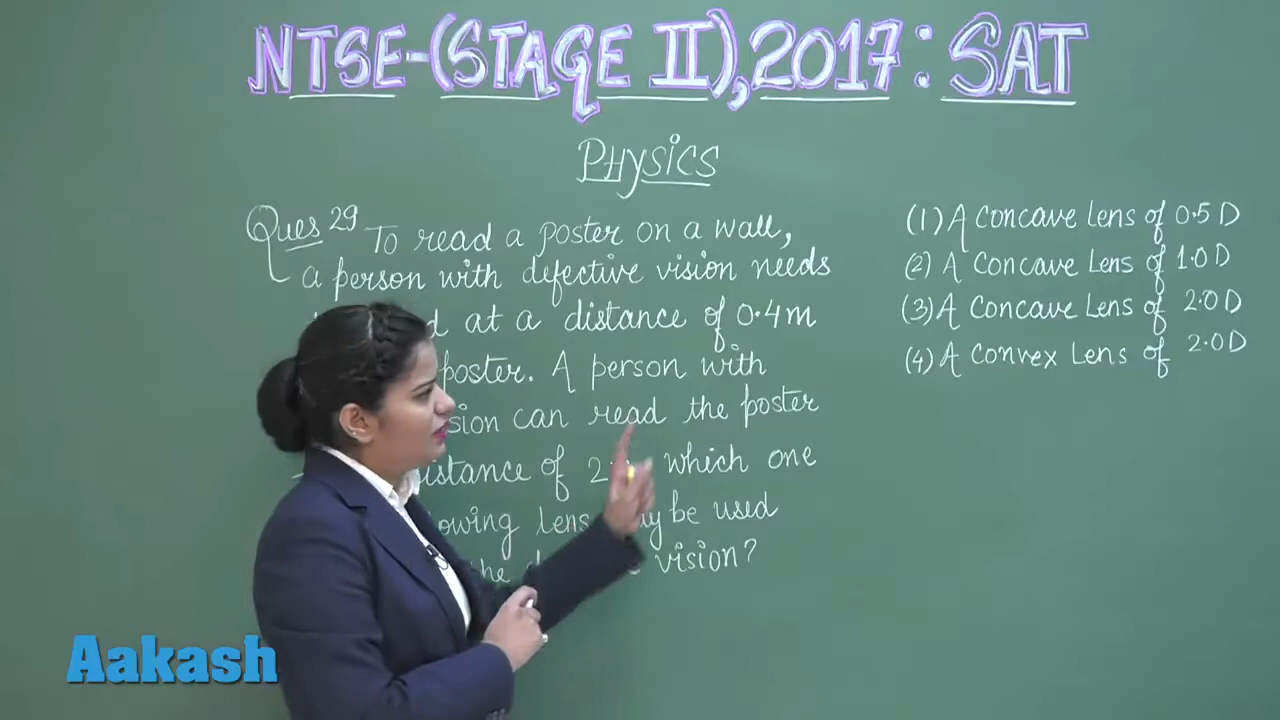 NTSE-(STAGE II), 2017: SAT
PHYSICS
Ques 29 To read a poster on a wall,
a person with defective vision needs
at a distance of 0.4m
poster. A person with
can read the poster
distance of which one
lens be used
vision?
(1) A Concave Lens of 0.5 D
(2) A Concave Lens of 1.0 D
(3) A Concave Lens of 2.0 D
(4) A Convex Lens of 2.0 D
Aakash